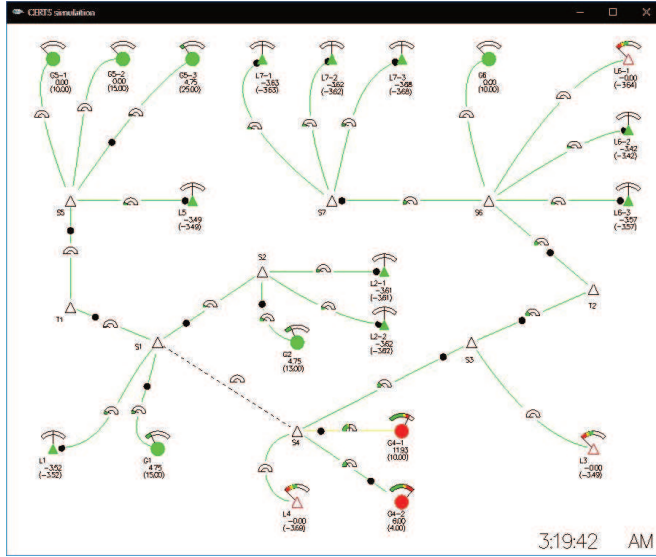 CERTS simulation
G5-1
0.00
(10.00)
G5-2
0.00
(15.00)
G5-3
4.75
(25.00)
L7-1
-3.63
(-3.63)
L7-2
-3.62
(-3.62)
L7-3
-3.68
(-3.68)
G6
0.00
(10.00)
L6-1
-0.00
(-3.64)
L6-2
-3.42
(-3.42)
S5
L5
-3.49
(-3.49)
S7
S6
L6-3
-3.57
(-3.57)
S2
L2-1
-3.61
(-3.61)
T1
T2
L2-2
-3.62
(-3.62)
S1
G2
4.75
(13.00)
S3
S4
G4-1
11.93
(10.00)
L1
-3.52
(-3.52)
G1
4.75
(15.00)
L3
-0.00
(-3.49)
L4
-0.00
(-3.69)
G4-2
6.00
(4.00)
3:19:42 AM